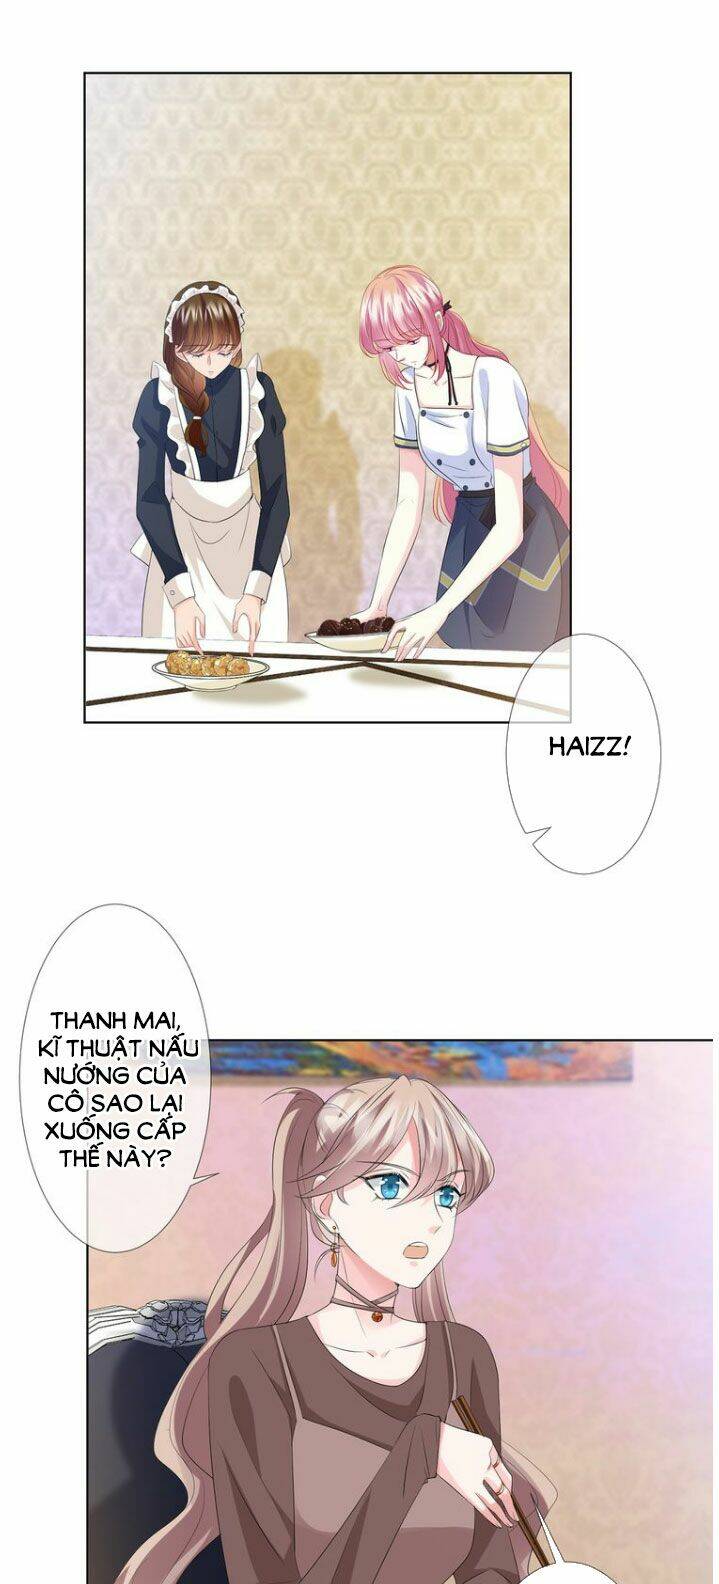 HAIZZ!
THANH MAI,
KĨ THUẬT NẤU
NƯỚNG CỦA
CÔ SAO LẠI
XUỐNG CẤP
THẾ NÀY?